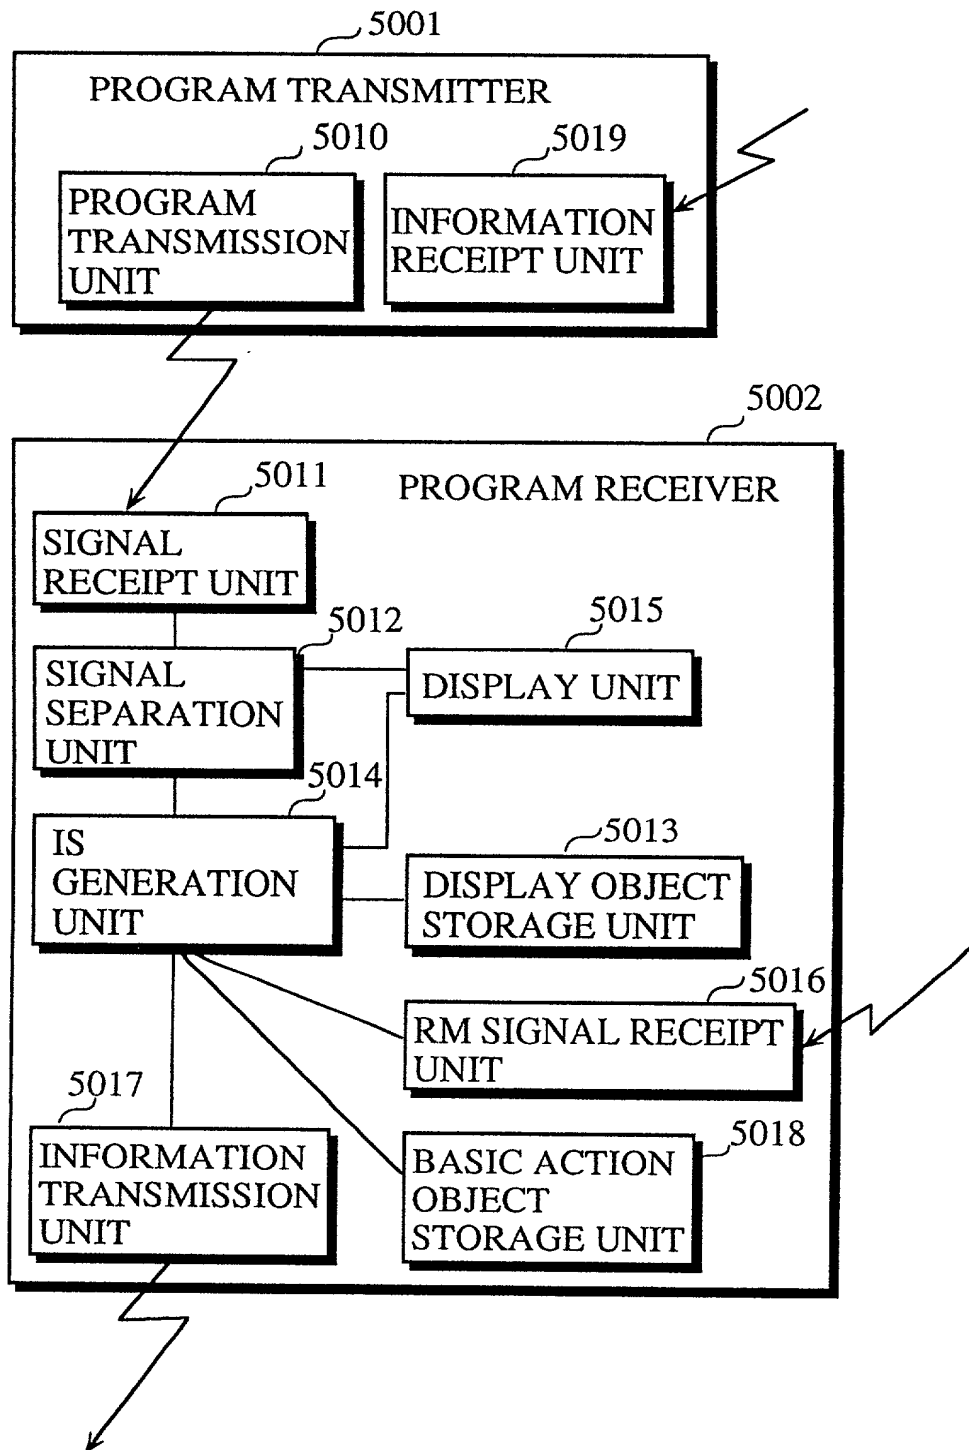 5001
PROGRAM TRANSMITTER
5010
5019
PROGRAM
TRANSMISSION
UNIT
INFORMATION
RECEIPT UNIT
5002
PROGRAM RECEIVER
5011
SIGNAL
RECEIPT UNIT
5012
5015
SIGNAL
SEPARATION
UNIT
DISPLAY UNIT
5014
5013
IS
GENERATION
UNIT
DISPLAY OBJECT
STORAGE UNIT
5016
RM SIGNAL RECEIPT
UNIT
5017
5018
INFORMATION
TRANSMISSION
UNIT
BASIC ACTION
OBJECT
STORAGE UNIT